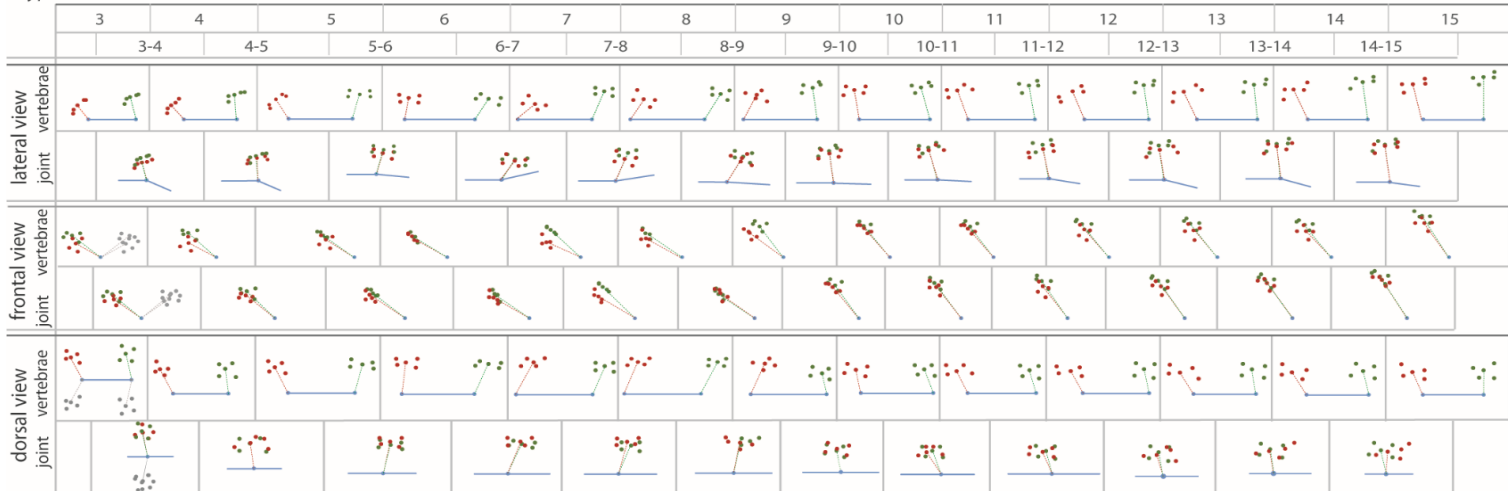 3 4 5 6 7 8 9 10 11 12 13 14 15
3-4 4-5 5-6 6-7 7-8 8-9 9-10 10-11 11-12 12-13 13-14 14-15
lateral view
vertebrae
joint
frontal view
vertebrae
joint
dorsal view
vertebrae
joint